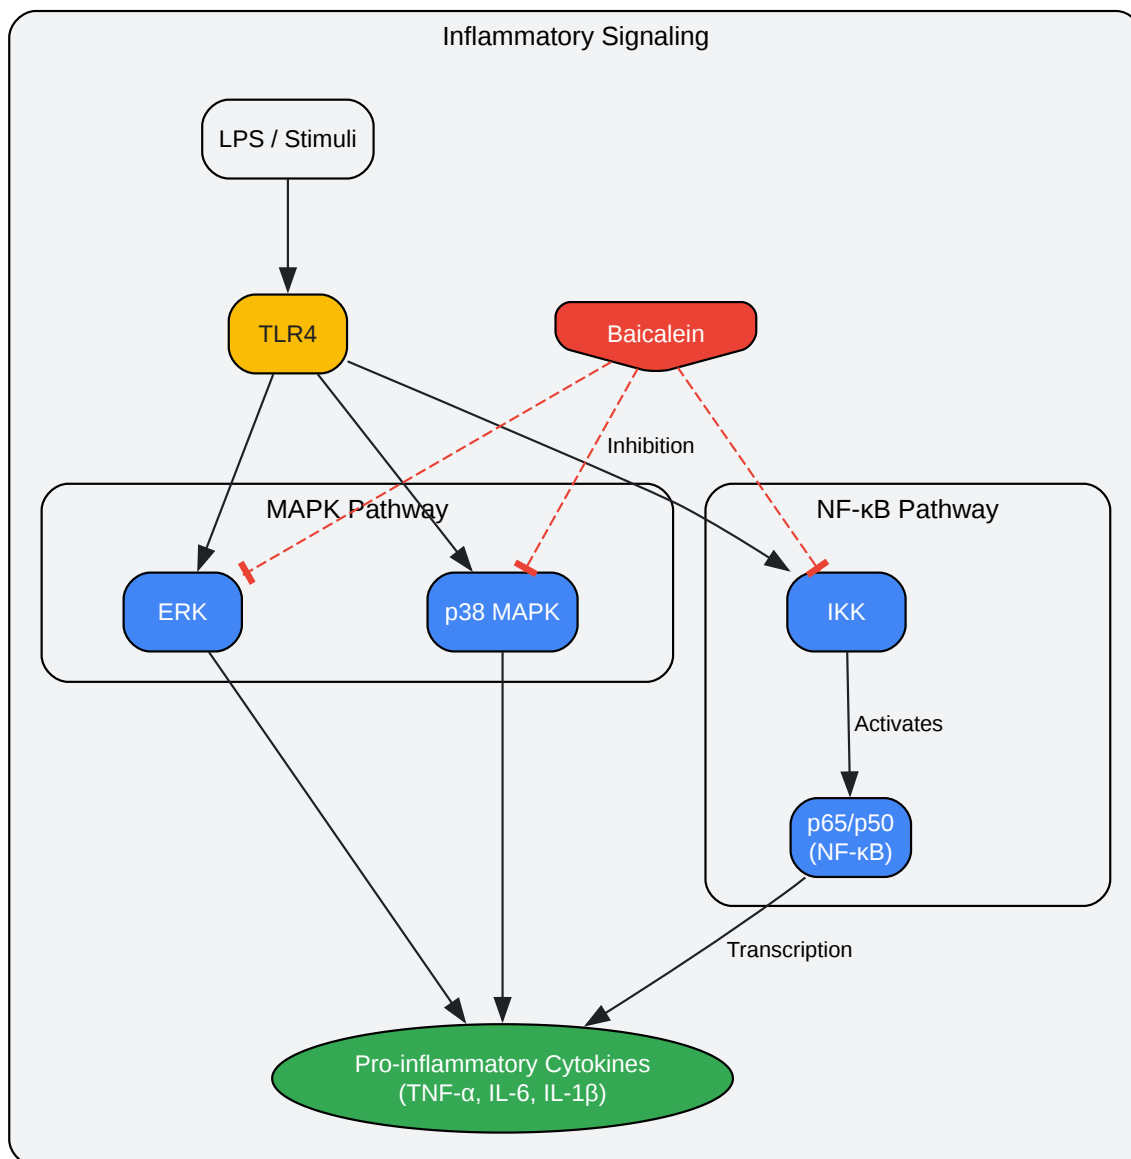 Inflammatory Signaling
LPS / Stimuli
TLR4
Baicalein
Inhibition
MAPK Pathway
NF-κB Pathway
ERK
p38 MAPK
IKK
Activates
p65/p50
(NF-κB)
Transcription
Pro-inflammatory Cytokines
(TNF-α, IL-6, IL-1β)